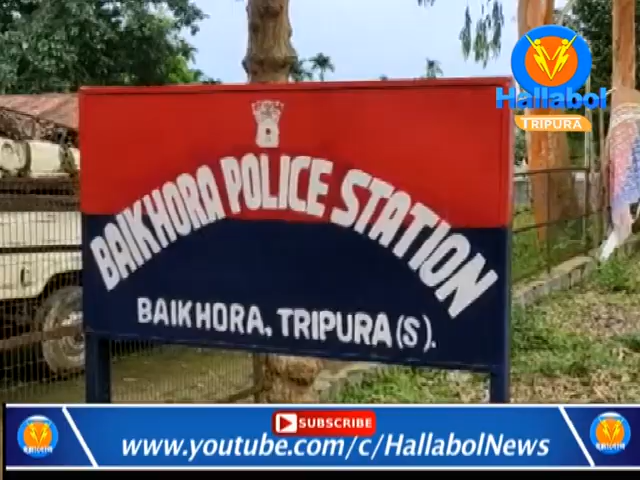 Hallabol
TRIPURA
BAIKHORA POLICE STATION
BAIKHORA, TRIPURA (S).
SUBSCRIBE
www.youtube.com/c/HallabolNews